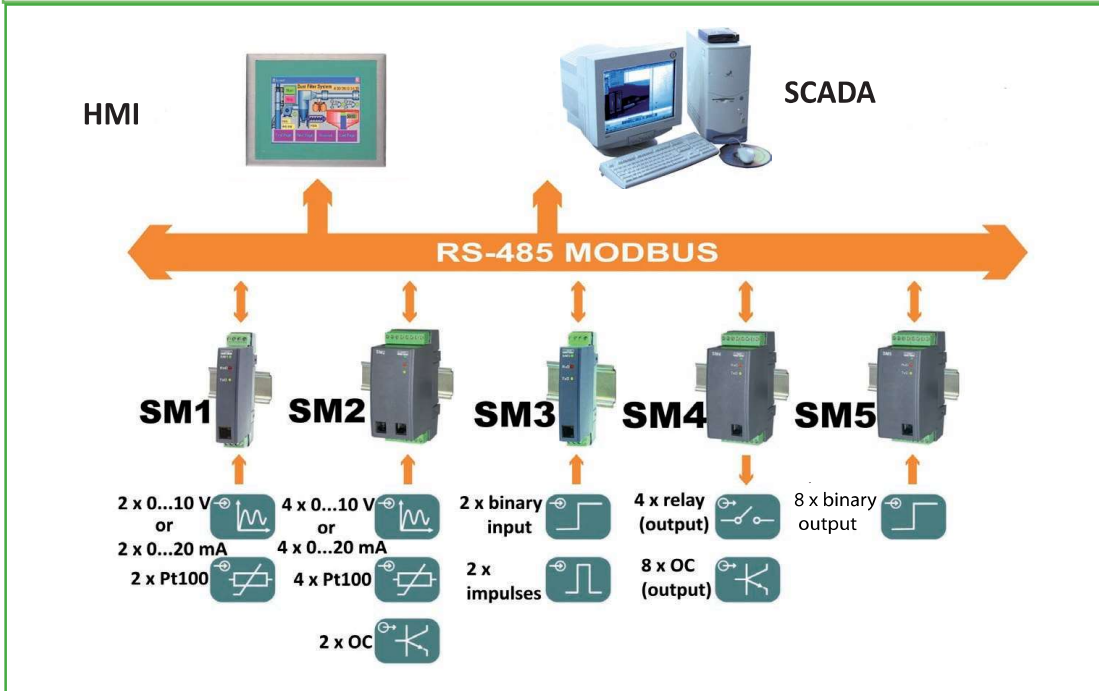 HMI
SCADA
RS-485 MODBUS
SM1
SM2
SM3
SM4
SM5
2 x 0...10 V
or
2 x 0...20 mA
2 x Pt100
4 x 0...10 V
or
4 x 0...20 mA
4 x Pt100
2 x OC
2 x binary
input
2 x
impulses
4 x relay
(output)
8 x OC
(output)
8 x binary
output